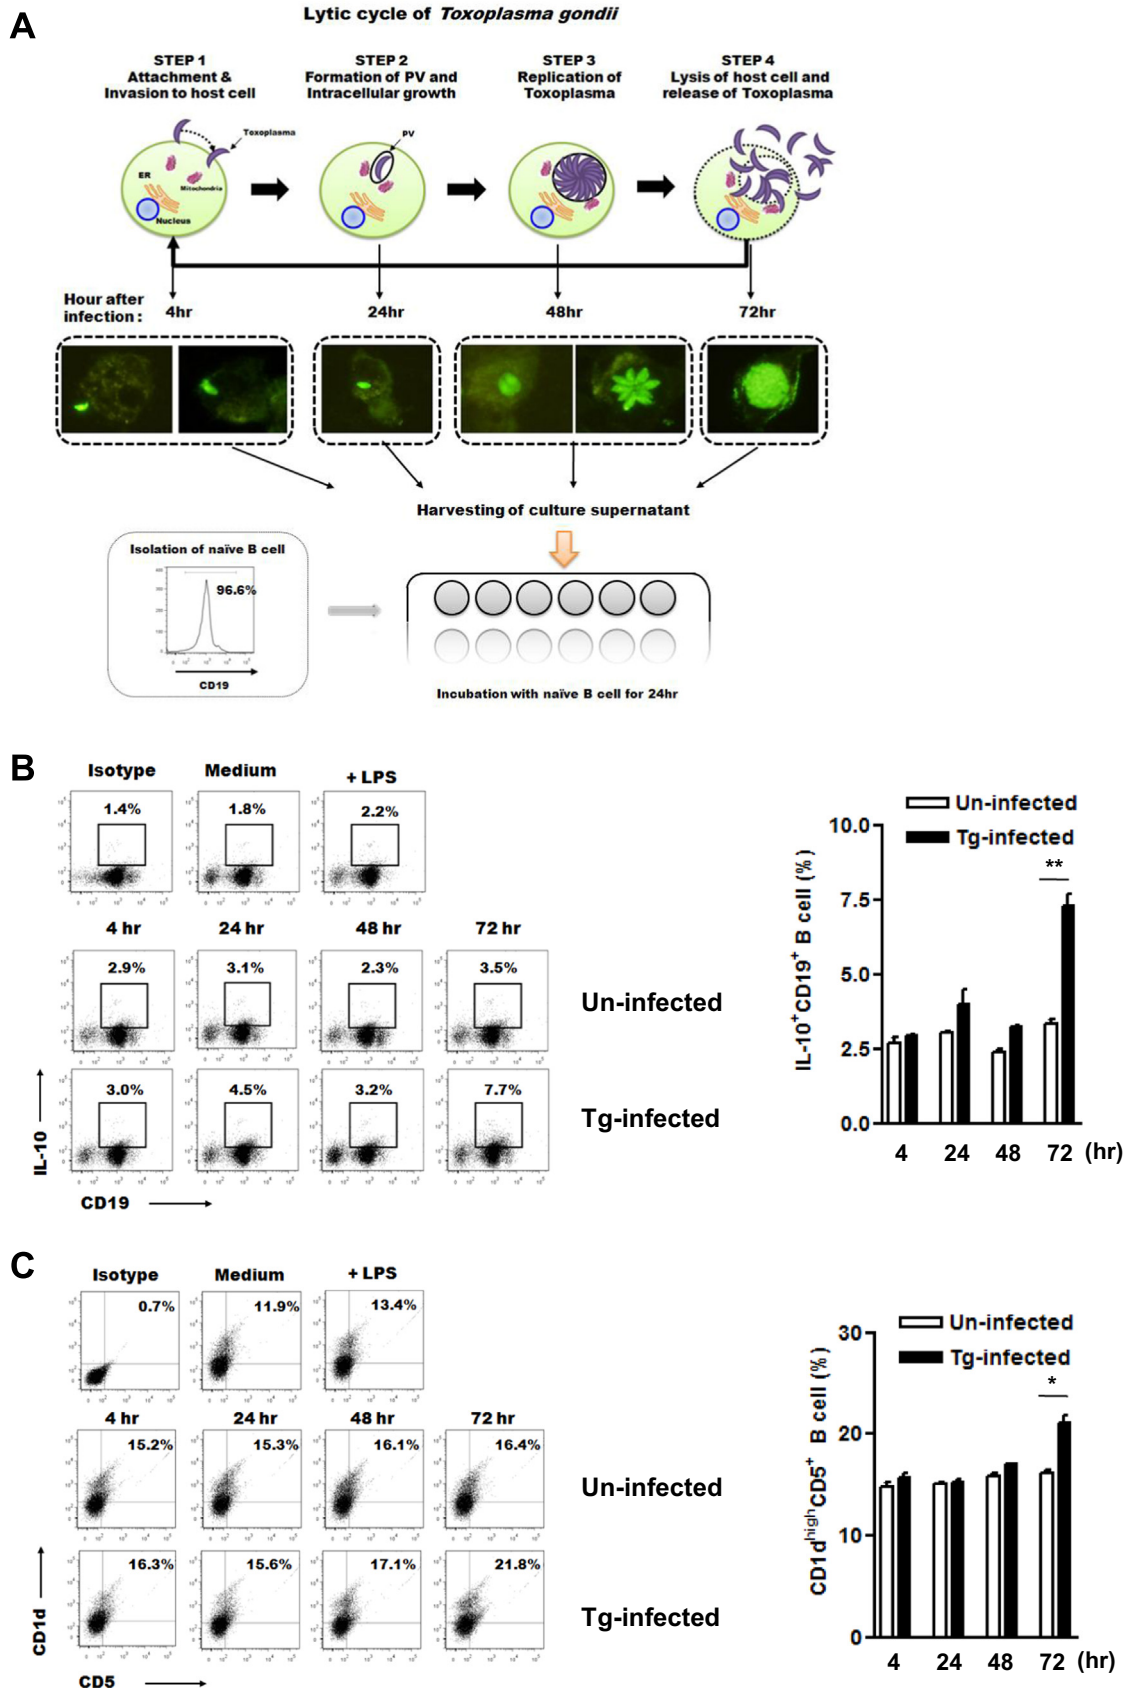 A
Lytic cycle of Toxoplasma gondii
STEP 1
Attachment &
Invasion to host cell
STEP 2
Formation of PV and
Intracellular growth
STEP 3
Replication of
Toxoplasma
STEP 4
Lysis of host cell and
release of Toxoplasma
Toxoplasma
ER
Mitochondria
Nucleus
PV
Hour after
infection :
4hr
24hr
48hr
72hr
Harvesting of culture supernatant
Isolation of naïve B cell
96.6%
CD19
Incubation with naïve B cell for 24hr
B
Isotype
Medium
+ LPS
1.4%
1.8%
2.2%
4 hr
24 hr
48 hr
72 hr
2.9%
3.1%
2.3%
3.5%
Un-infected
3.0%
4.5%
3.2%
7.7%
Tg-infected
IL-10
CD19
Un-infected
Tg-infected
**
IL-10+CD19+ B cell (%)
10.0
7.5
5.0
2.5
0.0
4 24 48 72 (hr)
C
Isotype
Medium
+ LPS
0.7%
11.9%
13.4%
4 hr
24 hr
48 hr
72 hr
15.2%
15.3%
16.1%
16.4%
Un-infected
16.3%
15.6%
17.1%
21.8%
Tg-infected
CD1d
CD5
Un-infected
Tg-infected
*
CD1dhighCD5+ B cell (%)
30
20
10
0
4 24 48 72 (hr)